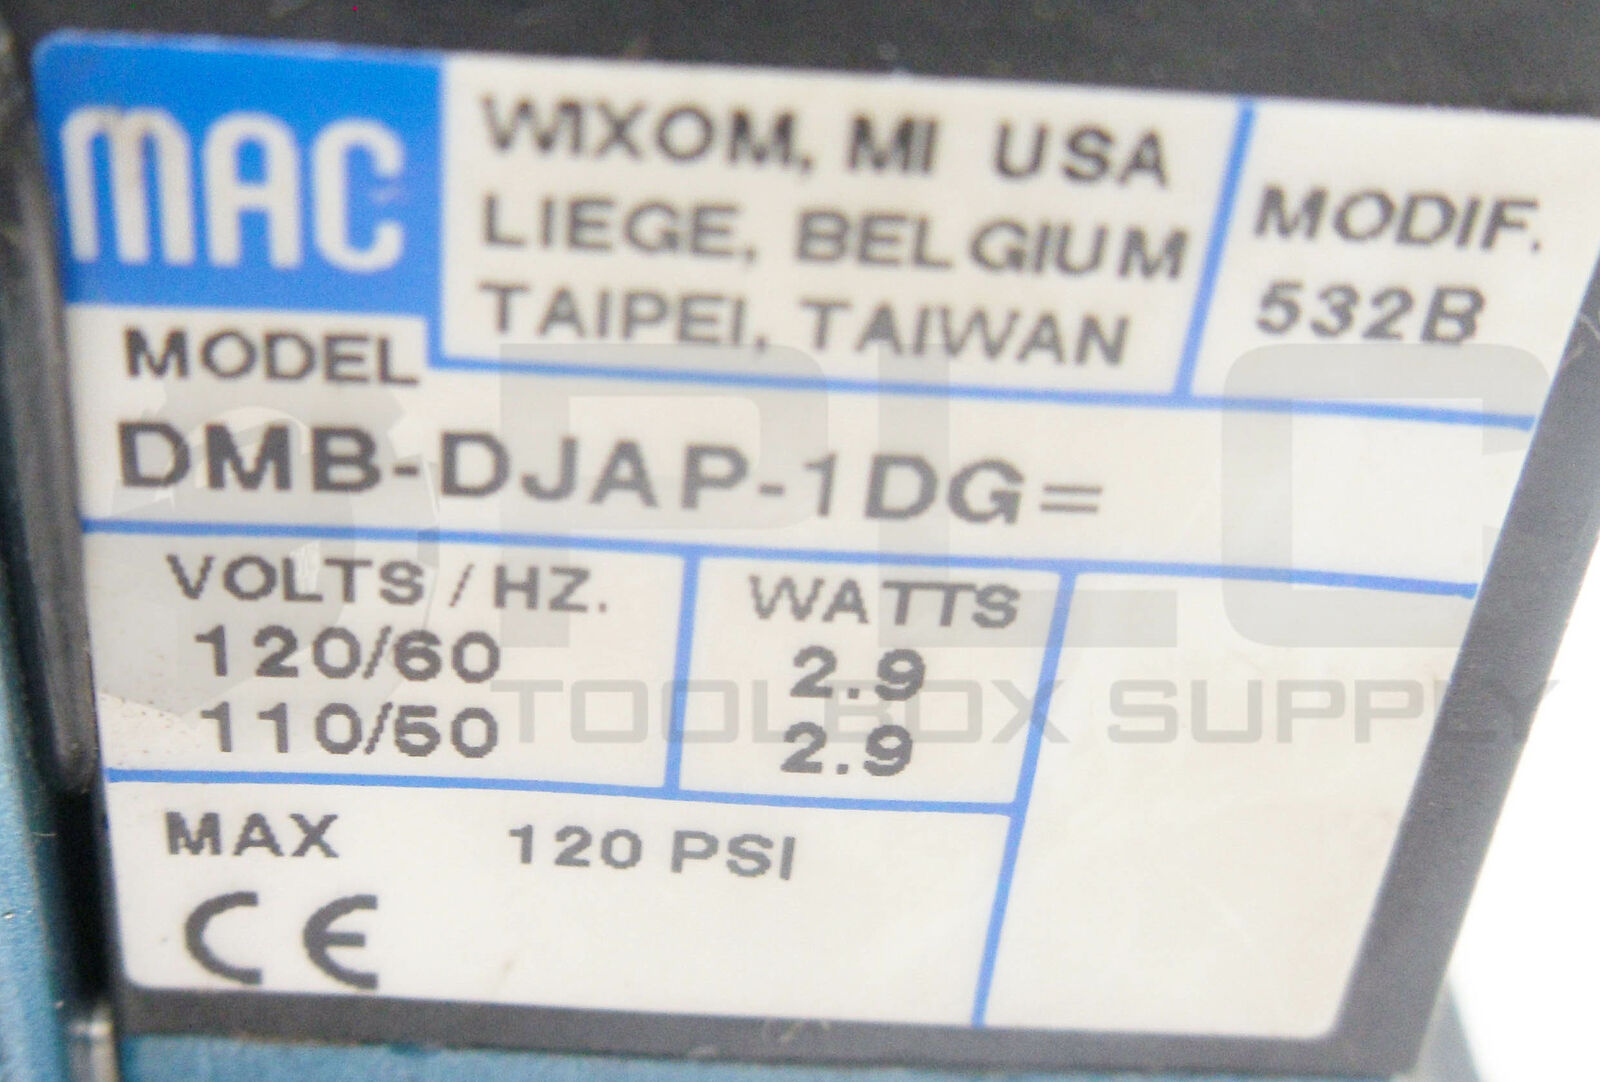 MAC
WIXOM, MI USA
LIEGE, BELGIUM
TAIPEI, TAIWAN
MODIF.
532B
MODEL
DMB-DJAP-1DG=
VOLTS/HZ.
120/60
110/50
WATTS
2.9
2.9
MAX 120 PSI
CE
PLC
TOOLBOX SUPPLY